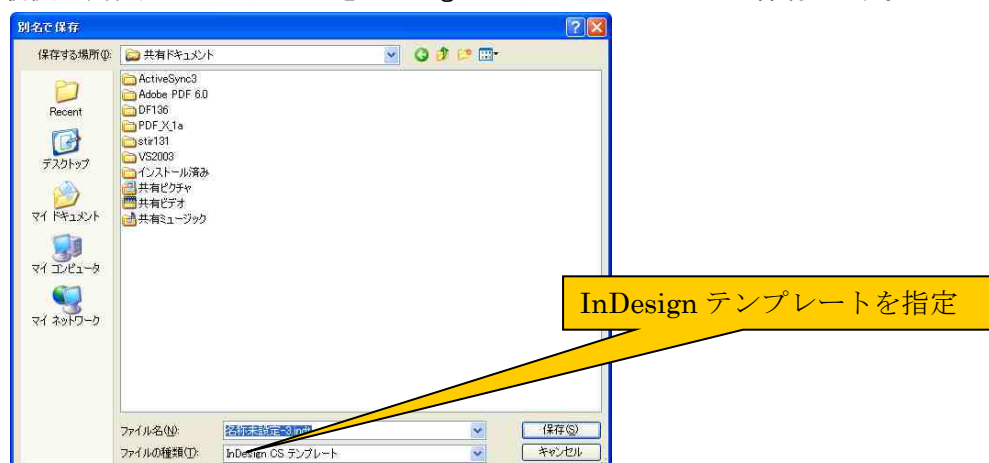 別名で保存
保存する場所(I):
共有ドキュメント
ActiveSync3
Adobe PDF 6.0
DF136
PDF_X_1a
stir131
VS2003
インストール済み
共有ピクチャ
共有ビデオ
共有ミュージック
Recent
デスクトップ
マイ ドキュメント
マイ コンピュータ
マイ ネットワーク
InDesign テンプレートを指定
ファイル名(N):
名称未設定-3.indt
保存(S)
ファイルの種類(T):
InDesign CS テンプレート
キャンセル